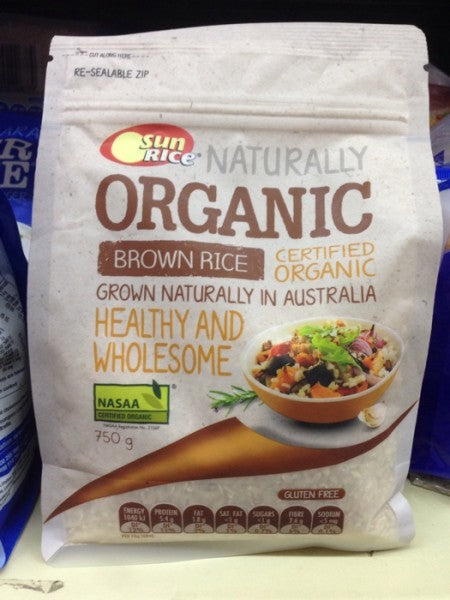 CUT ALONG HERE
RE-SEALABLE ZIP
Sun
RICE
NATURALLY
ORGANIC
BROWN RICE
CERTIFIED
ORGANIC
GROWN NATURALLY IN AUSTRALIA
HEALTHY AND
WHOLESOME
NASAA
CERTIFIED ORGANIC
750 g
GLUTEN FREE
ENERGY PROTEIN FAT SAT. FAT SUGARS FIBRE SODIUM